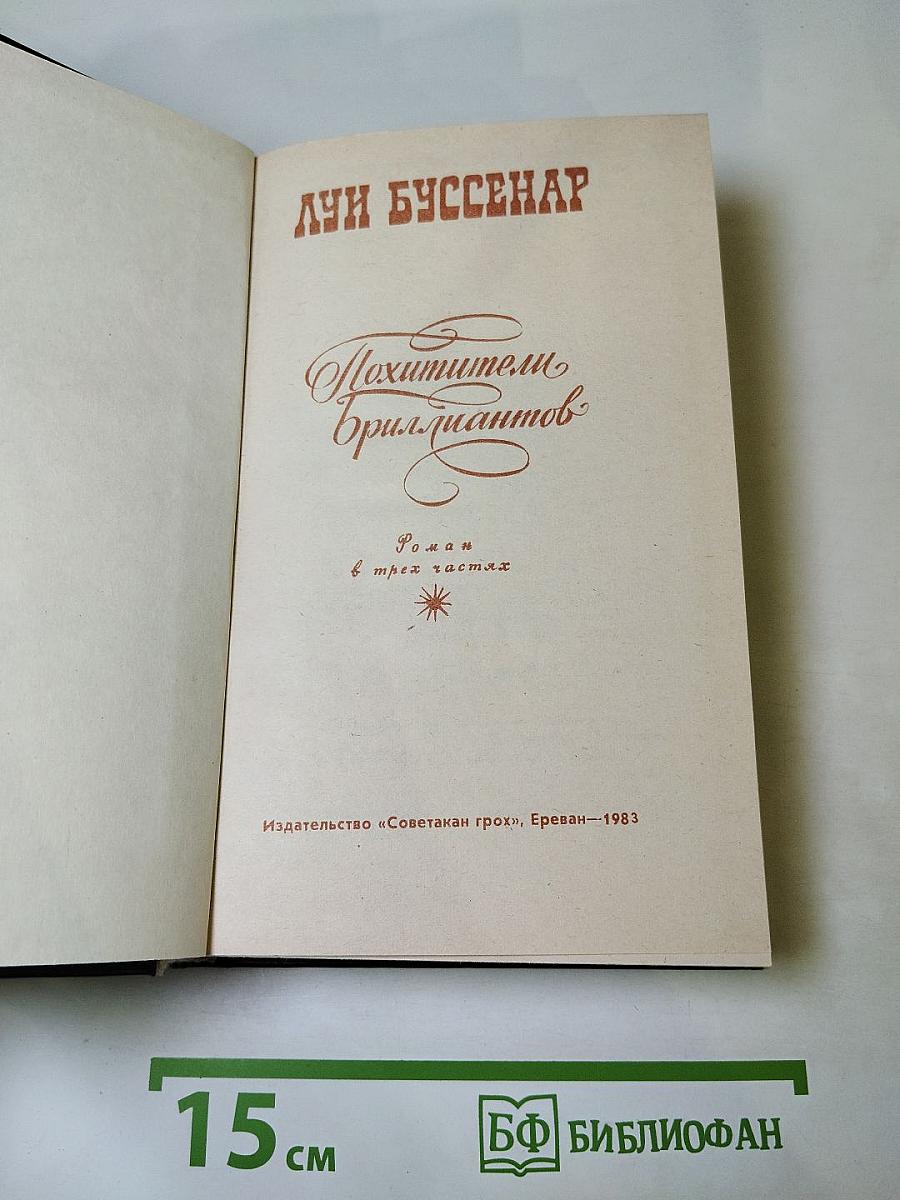 ЛУИ БУССЕНАР
Похитители
Бриллиантов
Роман
в трех частях
Издательство «Советакан грох», Ереван—1983
15 см
БФ БИБЛИОФАН